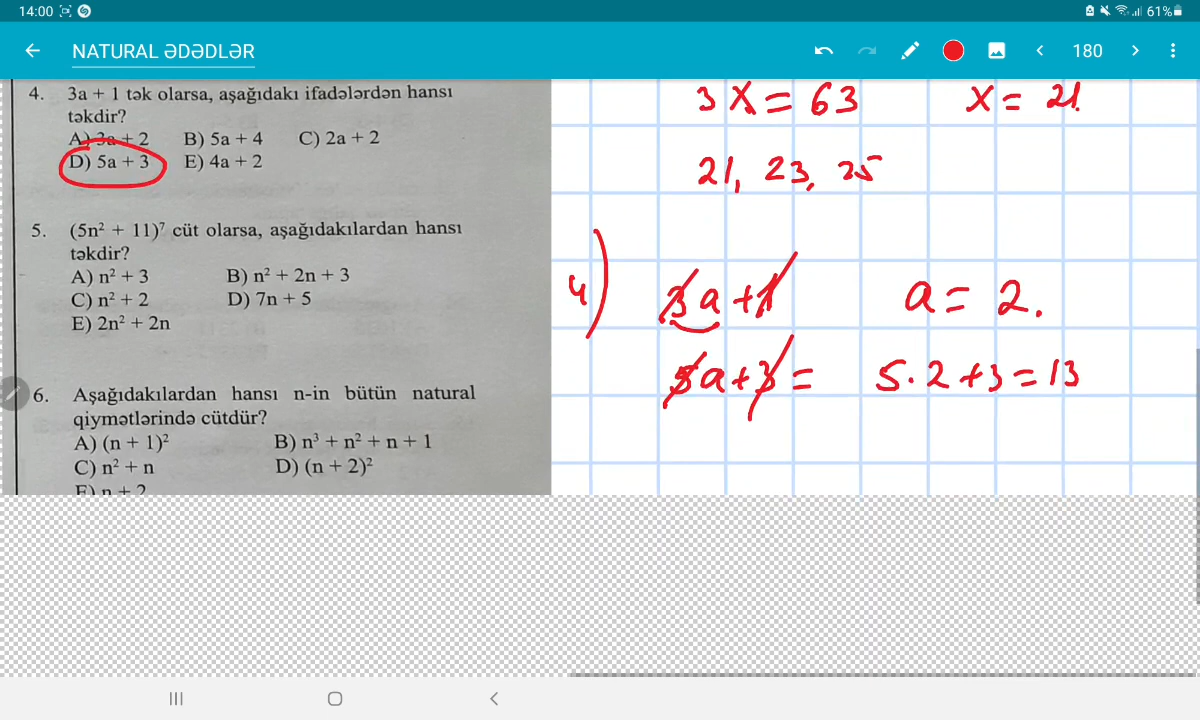 14:00
61%
NATURAL ƏDƏDLƏR
180
4. 3a + 1 tək olarsa, aşağıdakı ifadələrdən hansı
təkdir?
A) 3a + 2 B) 5a + 4 C) 2a + 2
D) 5a + 3 E) 4a + 2
5. (5n² + 11)⁷ cüt olarsa, aşağıdakılardan hansı
təkdir?
A) n² + 3 B) n² + 2n + 3
C) n² + 2 D) 7n + 5
E) 2n² + 2n
6. Aşağıdakılardan hansı n-in bütün natural
qiymətlərində cütdür?
A) (n + 1)² B) n³ + n² + n + 1
C) n² + n D) (n + 2)²
E) n + 2
3x = 63 x = 21.
21, 23, 25
4) 3a + 1 a = 2.
5a + 3 = 5·2+3=13